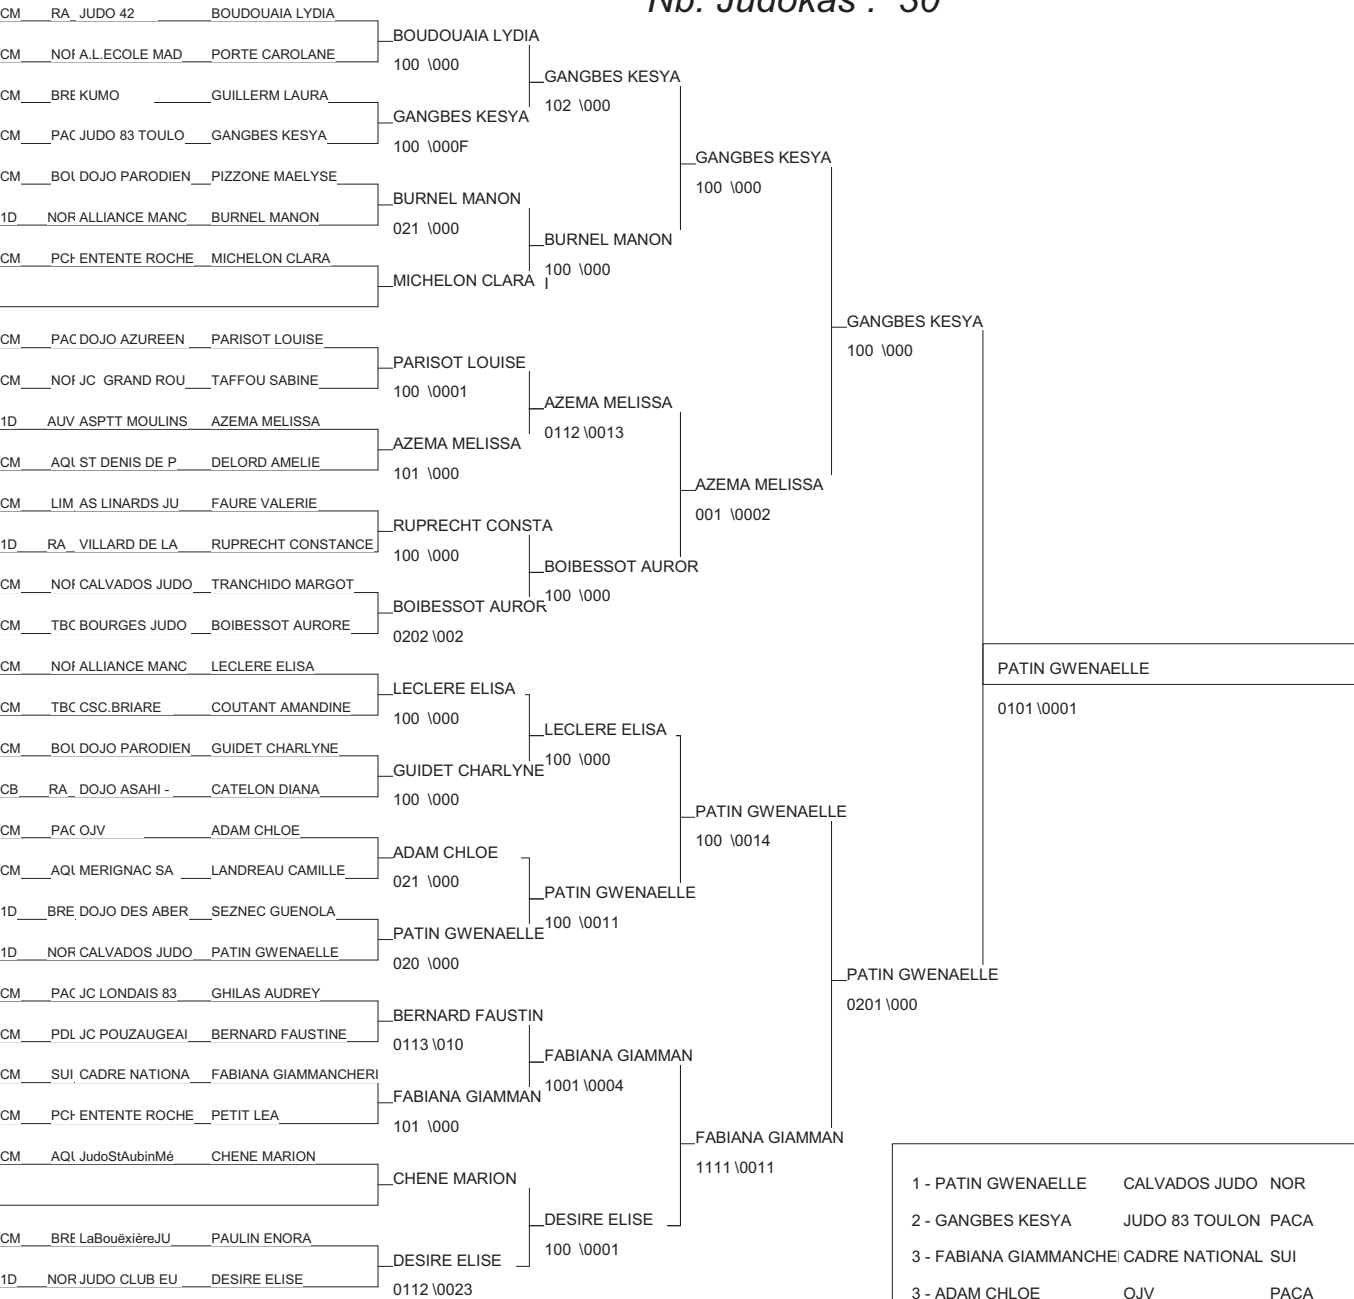 Nb. Judokas : 30
CM RA JUDO 42 BOUDOUAIA LYDIA
CM NOF A.L.ECOLE MAD PORTE CAROLANE
CM BRE KUMO GUILLERM LAURA
CM PAC JUDO 83 TOULO GANGBES KESYA
CM BOU DOJO PARODIEN PIZZONE MAELYSE
1D NOR ALLIANCE MANC BURNEL MANON
CM PCH ENTENTE ROCHE MICHELON CLARA
CM PAC DOJO AZUREEN PARISOT LOUISE
CM NOF JC GRAND ROU TAFFOU SABINE
1D AUV ASPTT MOULINS AZEMA MELISSA
CM AQU ST DENIS DE P DELORD AMELIE
CM LIM AS LINARDS JU FAURE VALERIE
1D RA VILLARD DE LA RUPRECHT CONSTANCE
CM NOF CALVADOS JUDO TRANCHIDO MARGOT
CM TBO BOURGES JUDO BOIBESSOT AURORE
CM NOF ALLIANCE MANC LECLERE ELISA
CM TBO CSC.BRIARE COUTANT AMANDINE
CM BOU DOJO PARODIEN GUIDET CHARLYNE
CB RA DOJO ASAHI - CATELON DIANA
CM PAC OJV ADAM CHLOE
CM AQU MERIGNAC SA LANDREAU CAMILLE
1D BRE DOJO DES ABER SEZNEC GUENOLA
1D NOR CALVADOS JUDO PATIN GWENAELLE
CM PAC JC LONDAIS 83 GHILAS AUDREY
CM PDL JC POUZAUGEAI BERNARD FAUSTINE
CM SUI CADRE NATIONA FABIANA GIAMMANCHERI
CM PCH ENTENTE ROCHE PETIT LEA
CM AQU JudoStAubinMé CHENE MARION
CM BRE LaBouëxièreJU PAULIN ENORA
1D NOR JUDO CLUB EU DESIRE ELISE
BOUDOUAIA LYDIA
100 \000
GANGBES KESYA
100 \000F
BURNEL MANON
021 \000
MICHELON CLARA
PARISOT LOUISE
100 \0001
AZEMA MELISSA
101 \000
RUPRECHT CONSTA
100 \000
BOIBESSOT AUROR
0202 \002
LECLERE ELISA
100 \000
GUIDET CHARLYNE
100 \000
ADAM CHLOE
021 \000
PATIN GWENAELLE
020 \000
BERNARD FAUSTIN
0113 \010
FABIANA GIAMMAN
101 \000
CHENE MARION
DESIRE ELISE
0112 \0023
GANGBES KESYA
102 \000
BURNEL MANON
100 \000
AZEMA MELISSA
0112 \0013
BOIBESSOT AUROR
100 \000
LECLERE ELISA
100 \000
PATIN GWENAELLE
100 \0011
FABIANA GIAMMAN
1001 \0004
DESIRE ELISE
100 \0001
GANGBES KESYA
100 \000
AZEMA MELISSA
001 \0002
PATIN GWENAELLE
100 \0014
FABIANA GIAMMAN
1111 \0011
GANGBES KESYA
100 \000
PATIN GWENAELLE
0201 \000
PATIN GWENAELLE
0101 \0001
1 - PATIN GWENAELLE CALVADOS JUDO NOR
2 - GANGBES KESYA JUDO 83 TOULON PACA
3 - FABIANA GIAMMANCHE CADRE NATIONAL SUI
3 - ADAM CHLOE OJV PACA